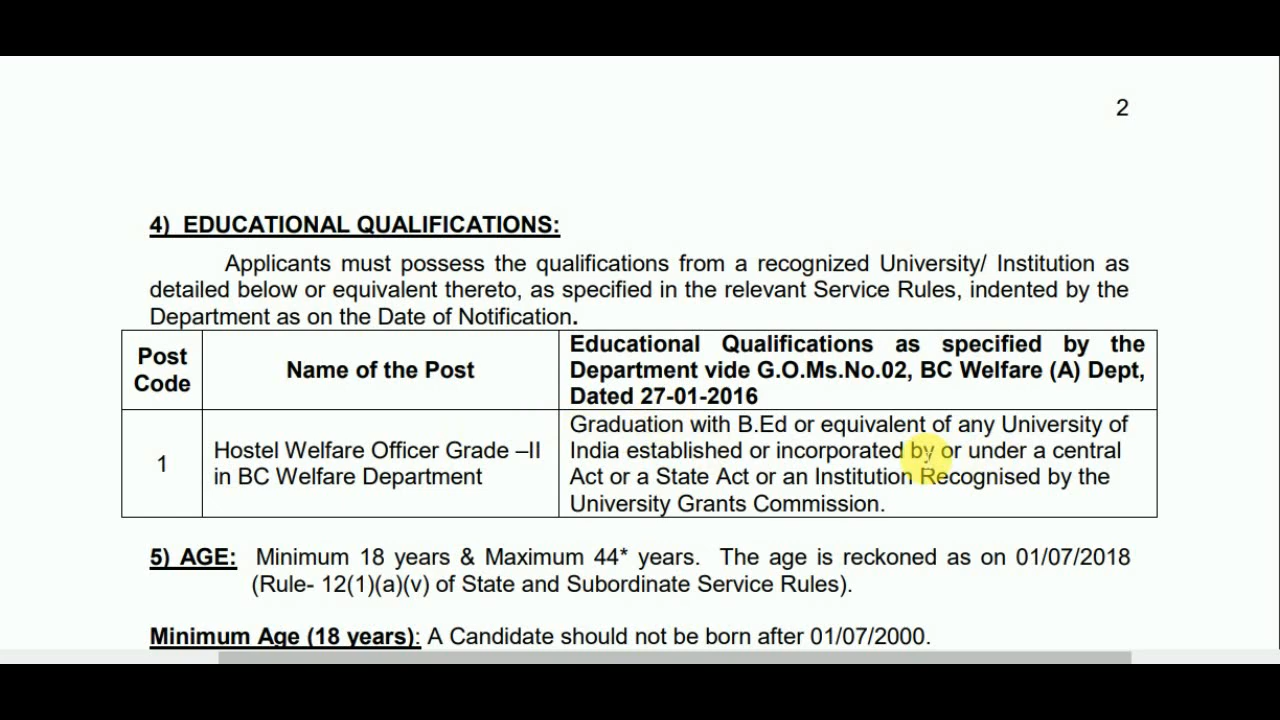 2
4) EDUCATIONAL QUALIFICATIONS:
Applicants must possess the qualifications from a recognized University/ Institution as
detailed below or equivalent thereto, as specified in the relevant Service Rules, indented by the
Department as on the Date of Notification.
Post
Code
Name of the Post
Educational Qualifications as specified by the
Department vide G.O.Ms.No.02, BC Welfare (A) Dept,
Dated 27-01-2016
1
Hostel Welfare Officer Grade –II
in BC Welfare Department
Graduation with B.Ed or equivalent of any University of
India established or incorporated by or under a central
Act or a State Act or an Institution Recognised by the
University Grants Commission.
5) AGE: Minimum 18 years & Maximum 44* years. The age is reckoned as on 01/07/2018
(Rule- 12(1)(a)(v) of State and Subordinate Service Rules).
Minimum Age (18 years): A Candidate should not be born after 01/07/2000.